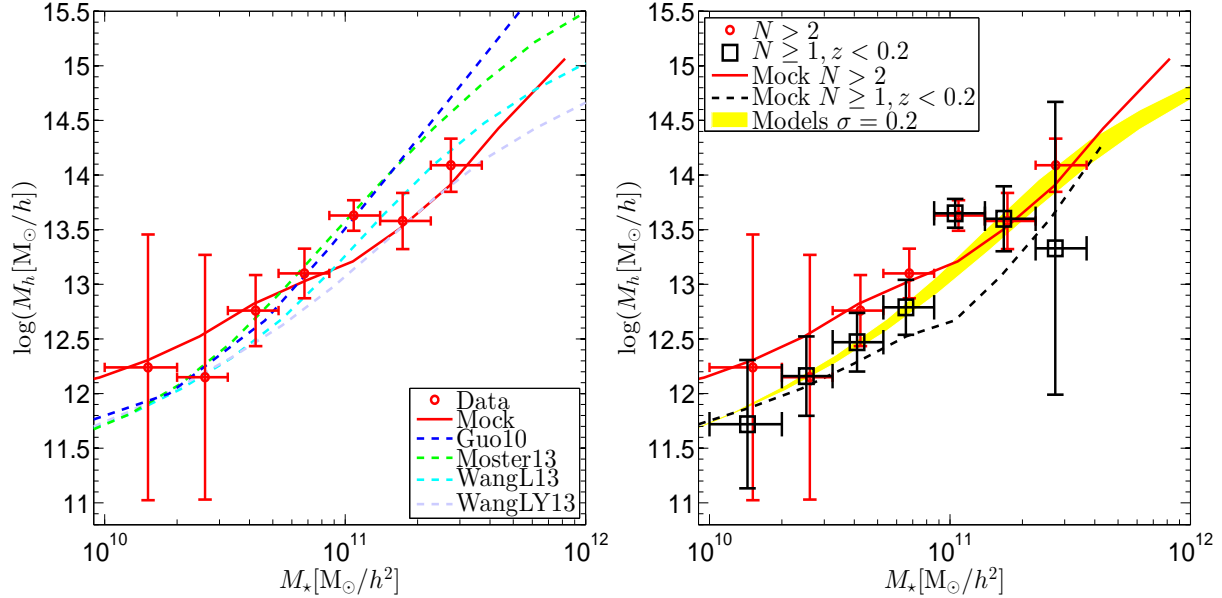 log(M_h[M_⊙/h])
15.5
15
14.5
14
13.5
13
12.5
12
11.5
11
10^10
10^11
10^12
M_⋆[M_⊙/h^2]
Data
Mock
Guo10
Moster13
WangL13
WangLY13
log(M_h[M_⊙/h])
15.5
15
14.5
14
13.5
13
12.5
12
11.5
11
10^10
10^11
10^12
M_⋆[M_⊙/h^2]
N > 2
N ≥ 1, z < 0.2
Mock N > 2
Mock N ≥ 1, z < 0.2
Models σ = 0.2